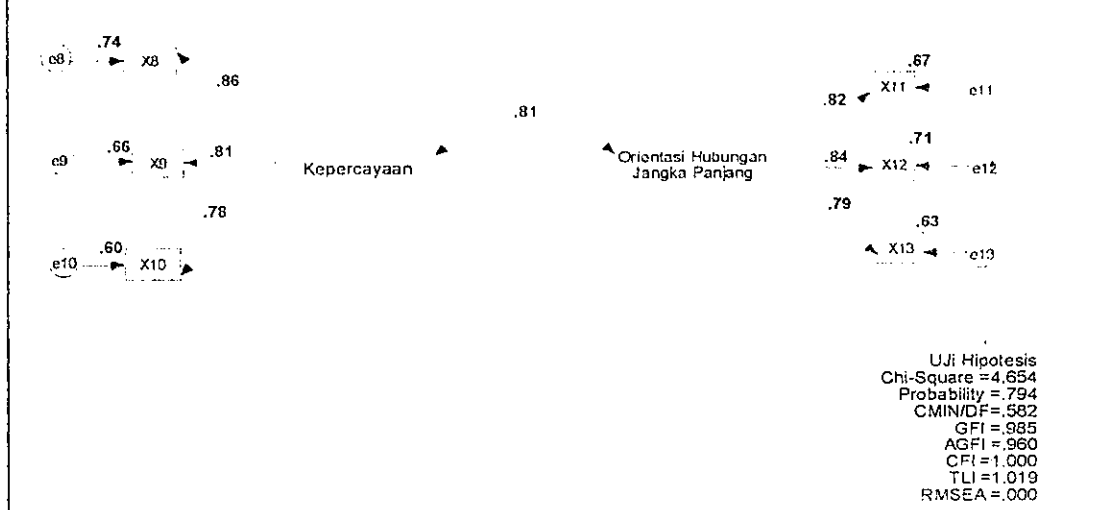 .74
e8 X8
.86
.66
e9 X9 .81
.78
.60
e10 X10
Kepercayaan
.81
Orientasi Hubungan
Jangka Panjang
.67
.82 X11 e11
.71
.84 X12 e12
.79
.63
X13 e13
UJi Hipotesis
Chi-Square =4.654
Probability =.794
CMIN/DF=.582
GFI =.985
AGFI =.960
CFI =1.000
TLI =1.019
RMSEA =.000